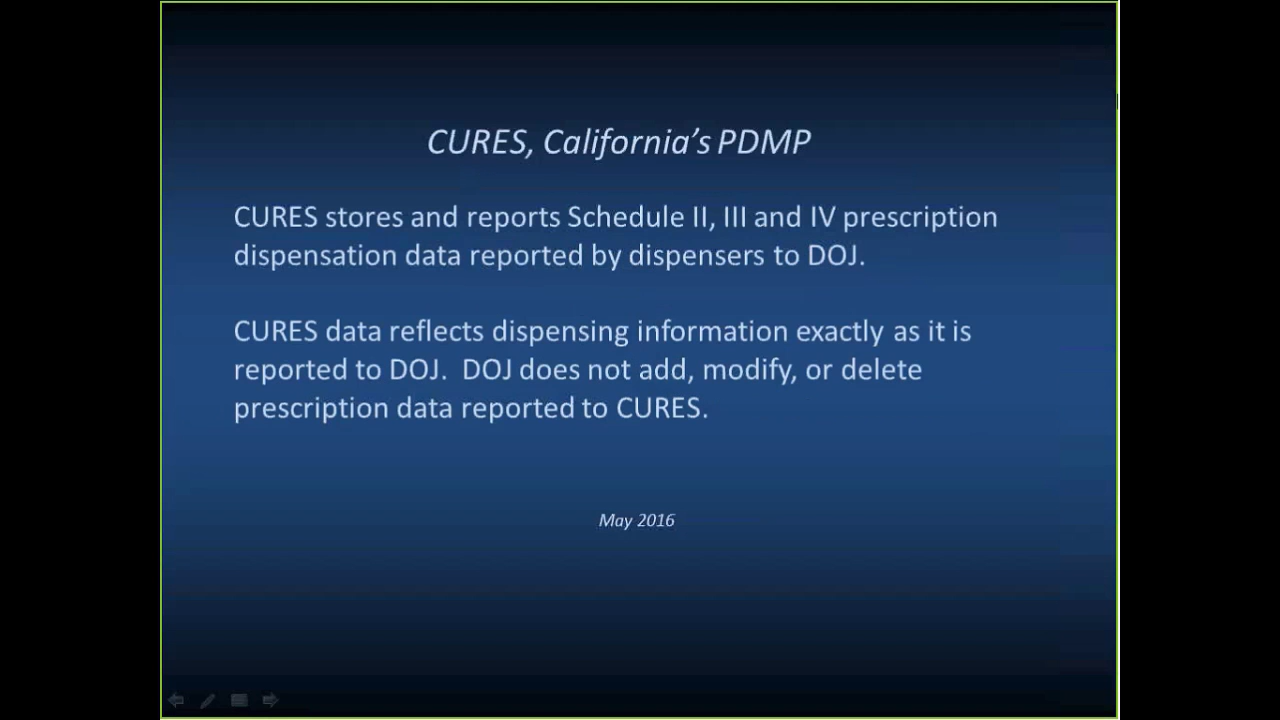 CURES, California’s PDMP
CURES stores and reports Schedule II, III and IV prescription
dispensation data reported by dispensers to DOJ.
CURES data reflects dispensing information exactly as it is
reported to DOJ.  DOJ does not add, modify, or delete
prescription data reported to CURES.
May 2016